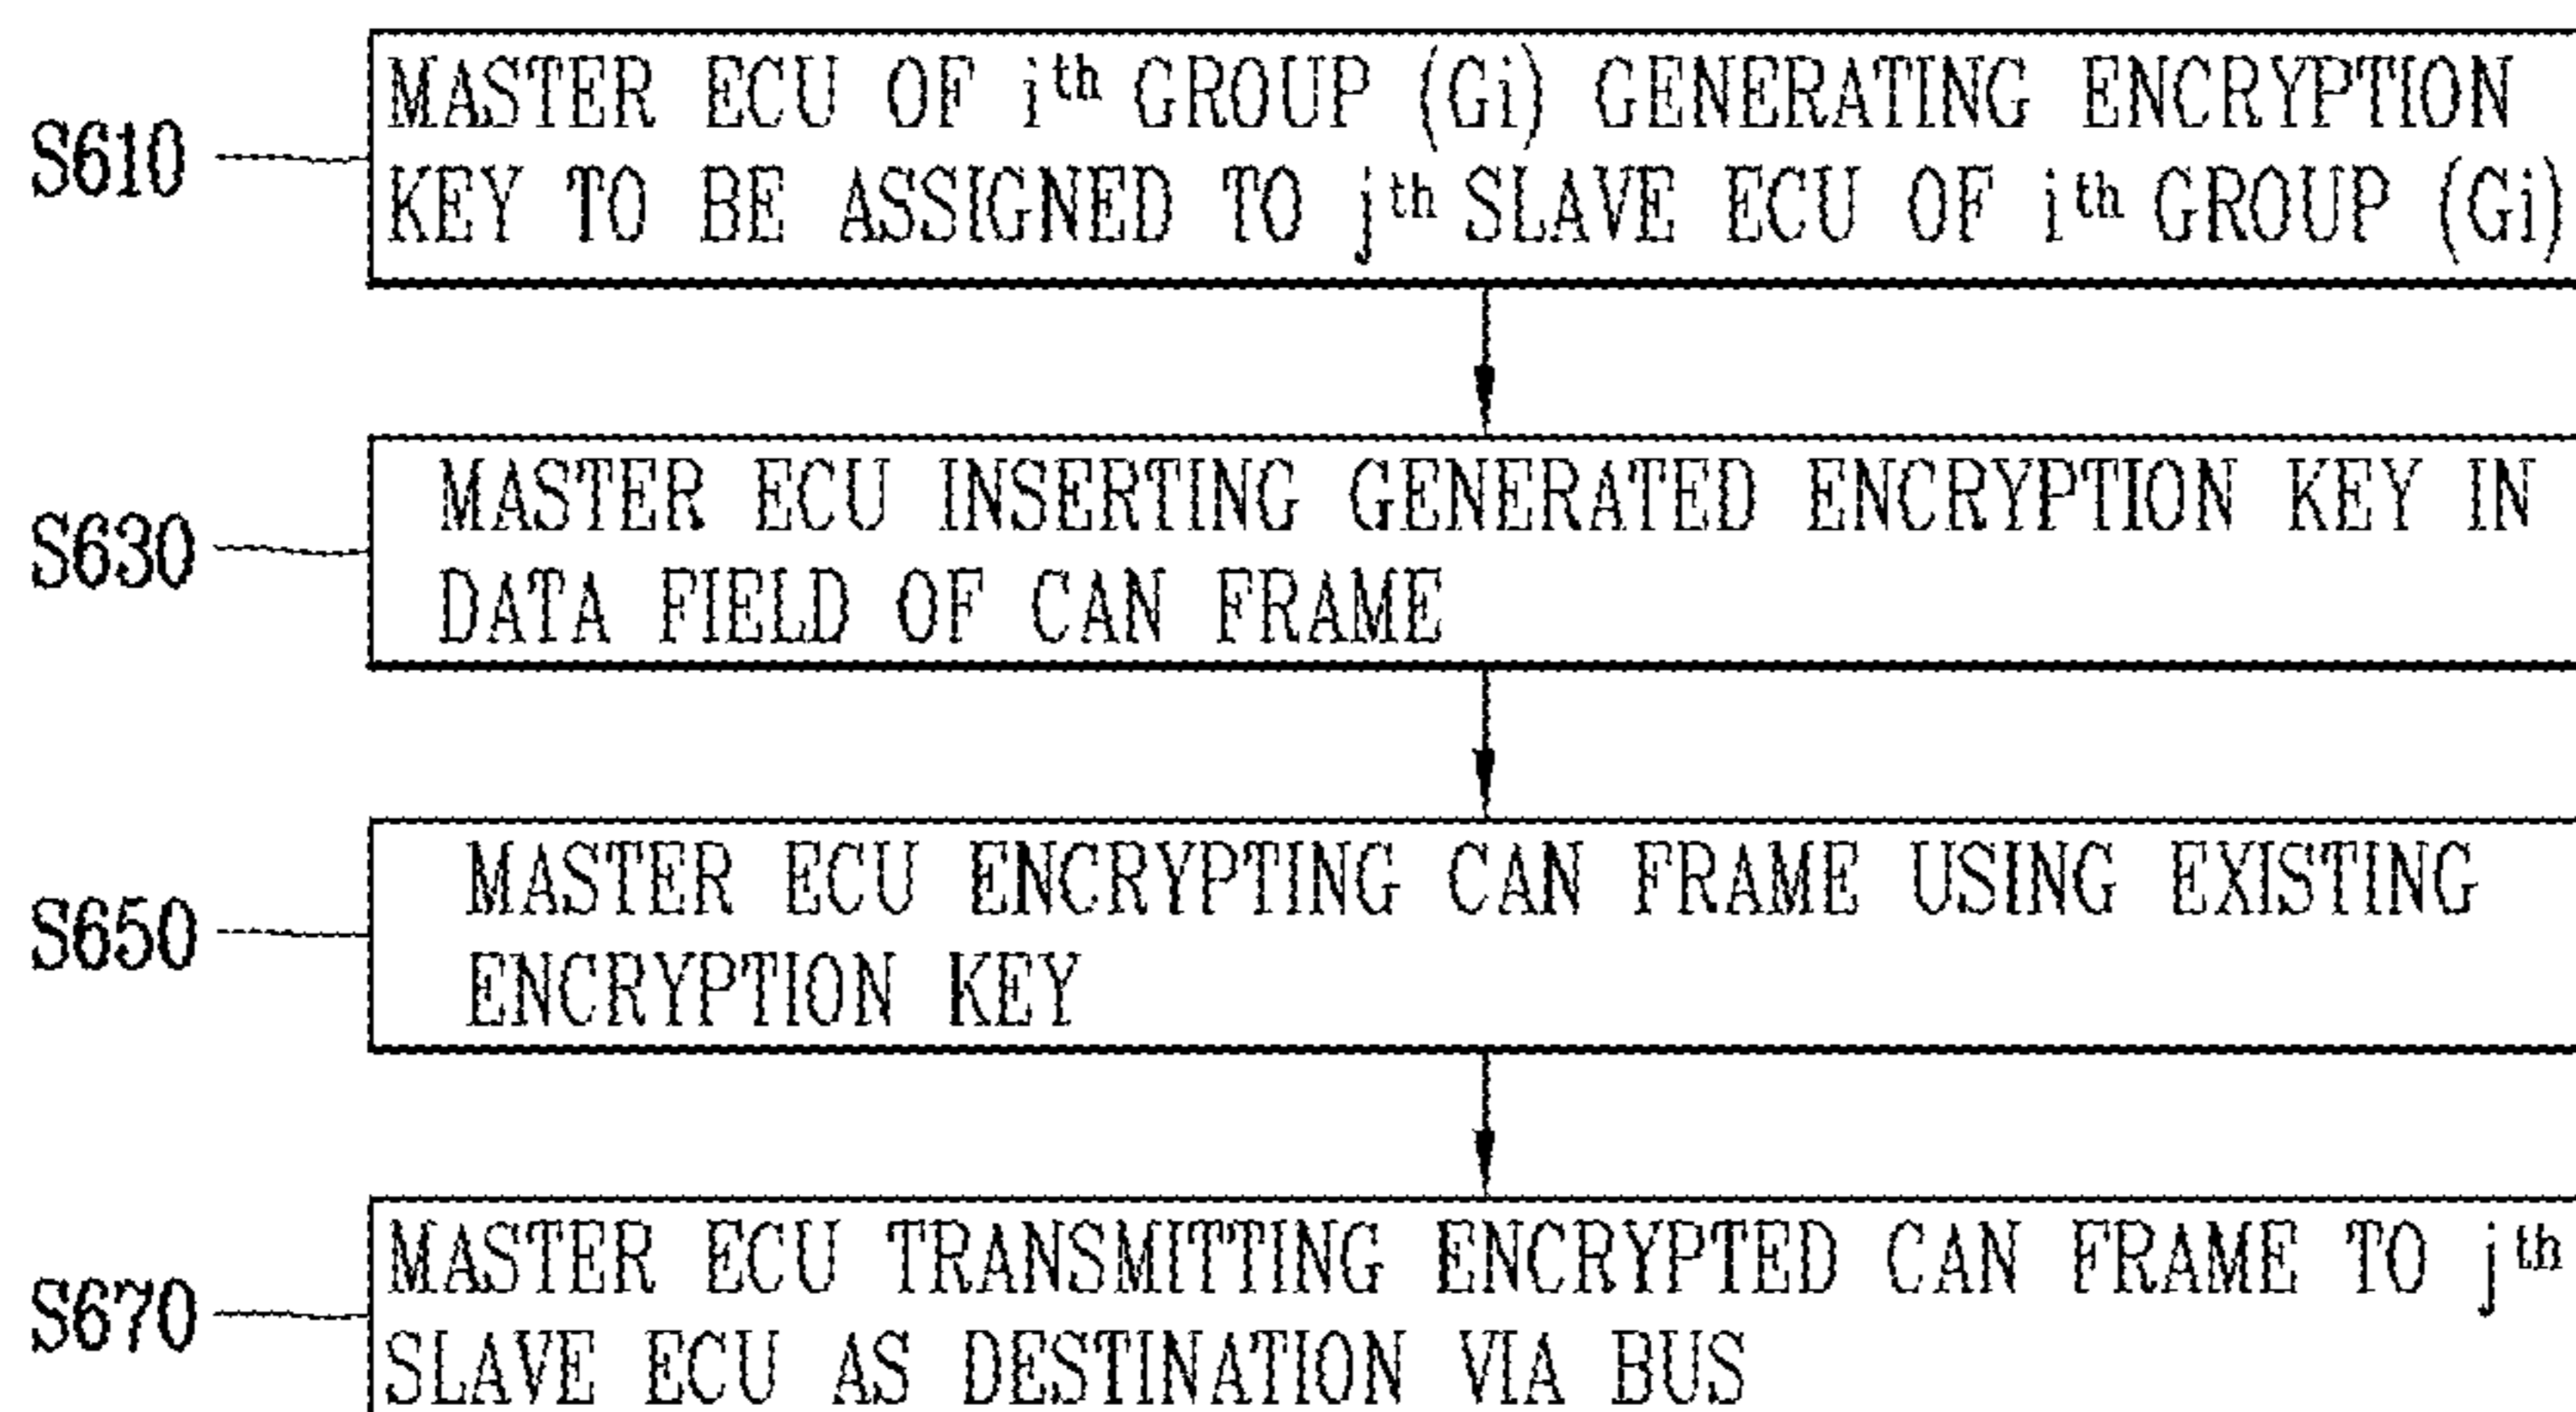 MASTER ECU OF ith GROUP (Gi) GENERATING ENCRYPTION
S610
KEY TO BE ASSIGNED TO jth SLAVE ECU OF ith GROUP (Gi)
MASTER ECU INSERTING GENERATED ENCRYPTION KEY IN
S630
DATA FIELD OF CAN FRAME
MASTER ECU ENCRYPTING CAN FRAME USING EXISTING
S650
ENCRYPTION KEY
MASTER ECU TRANSMITTING ENCRYPTED CAN FRAME TO jth
S670
SLAVE ECU AS DESTINATION VIA BUS